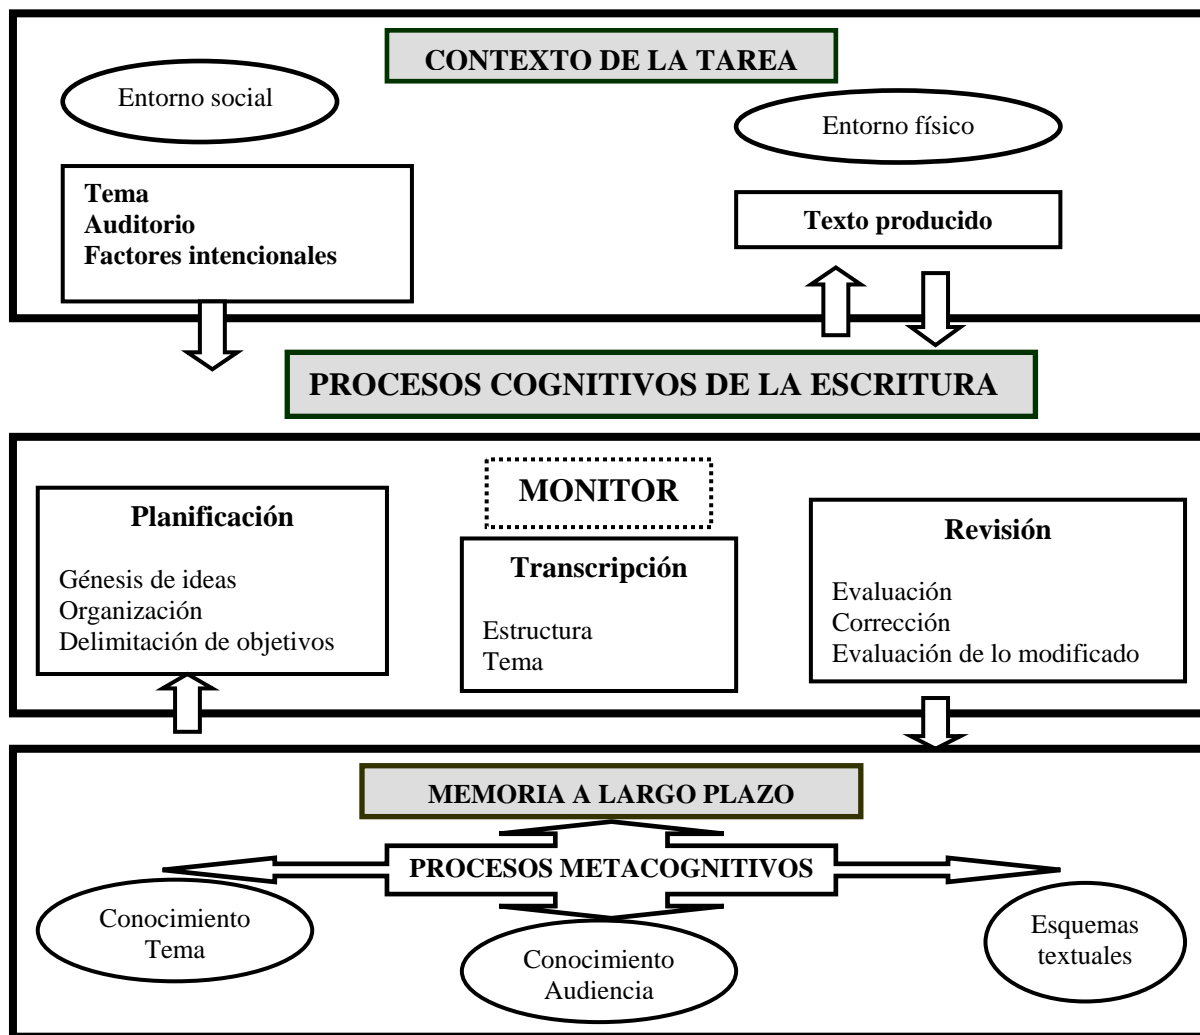 CONTEXTO DE LA TAREA
Entorno social
Entorno físico
Tema
Auditorio
Factores intencionales
Texto producido
PROCESOS COGNITIVOS DE LA ESCRITURA
Planificación
Génesis de ideas
Organización
Delimitación de objetivos
MONITOR
Transcripción
Estructura
Tema
Revisión
Evaluación
Corrección
Evaluación de lo modificado
MEMORIA A LARGO PLAZO
PROCESOS METACOGNITIVOS
Conocimiento
Tema
Conocimiento
Audiencia
Esquemas
textuales